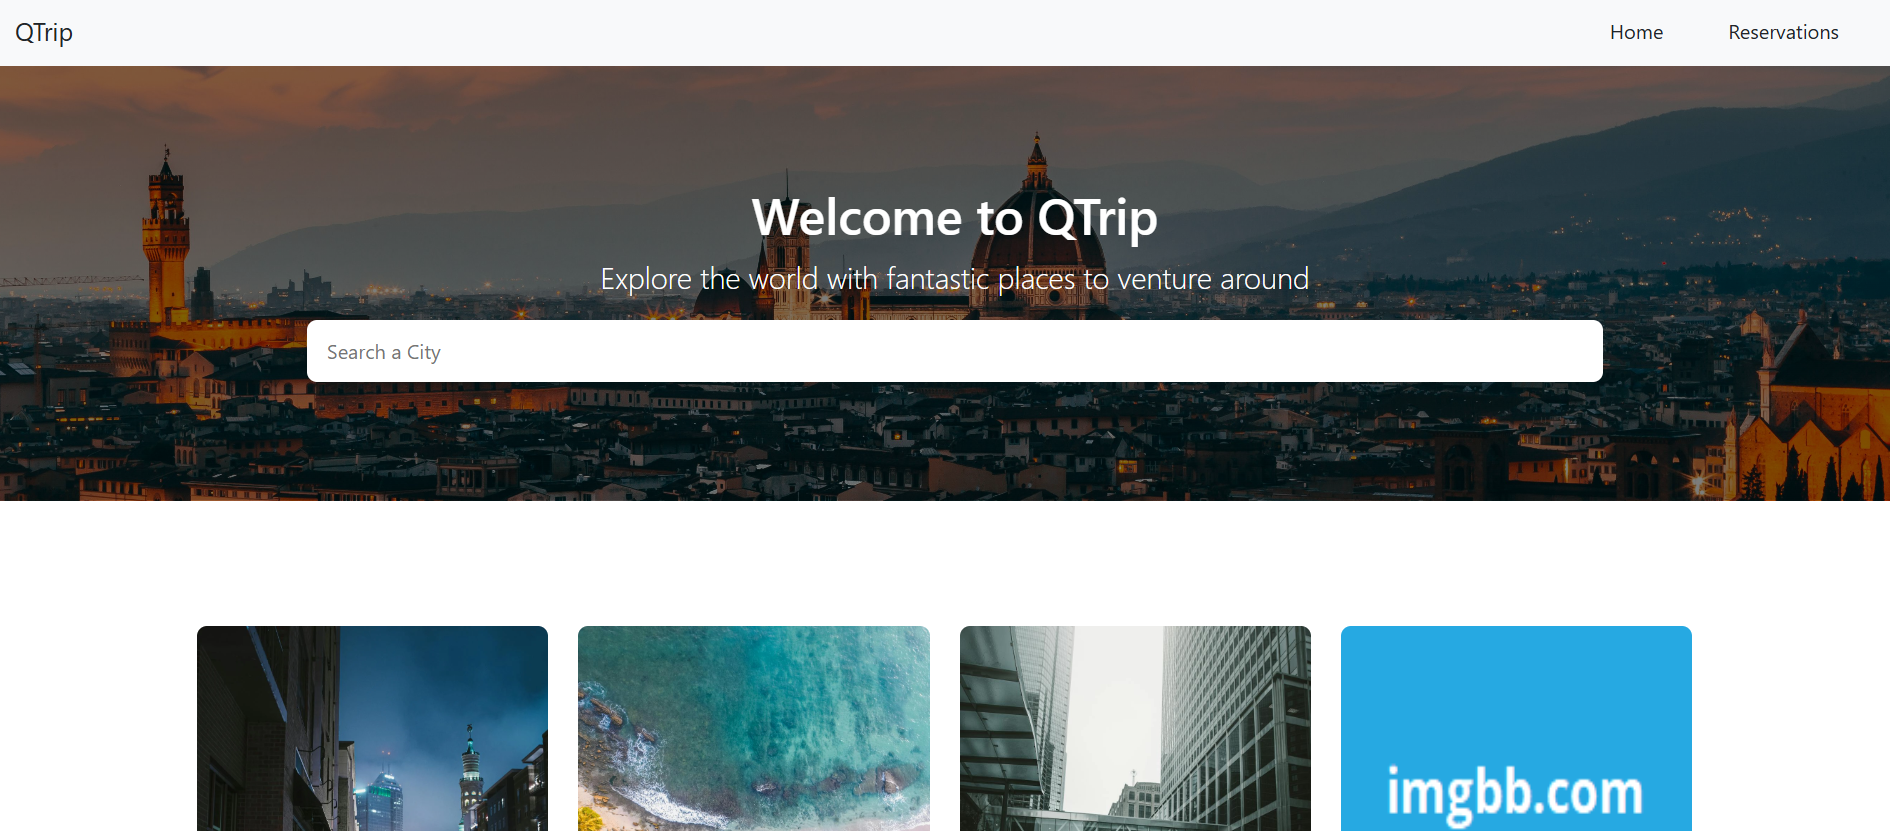 QTrip
Home
Reservations
Welcome to QTrip
Explore the world with fantastic places to venture around
Search a City
imgbb.com